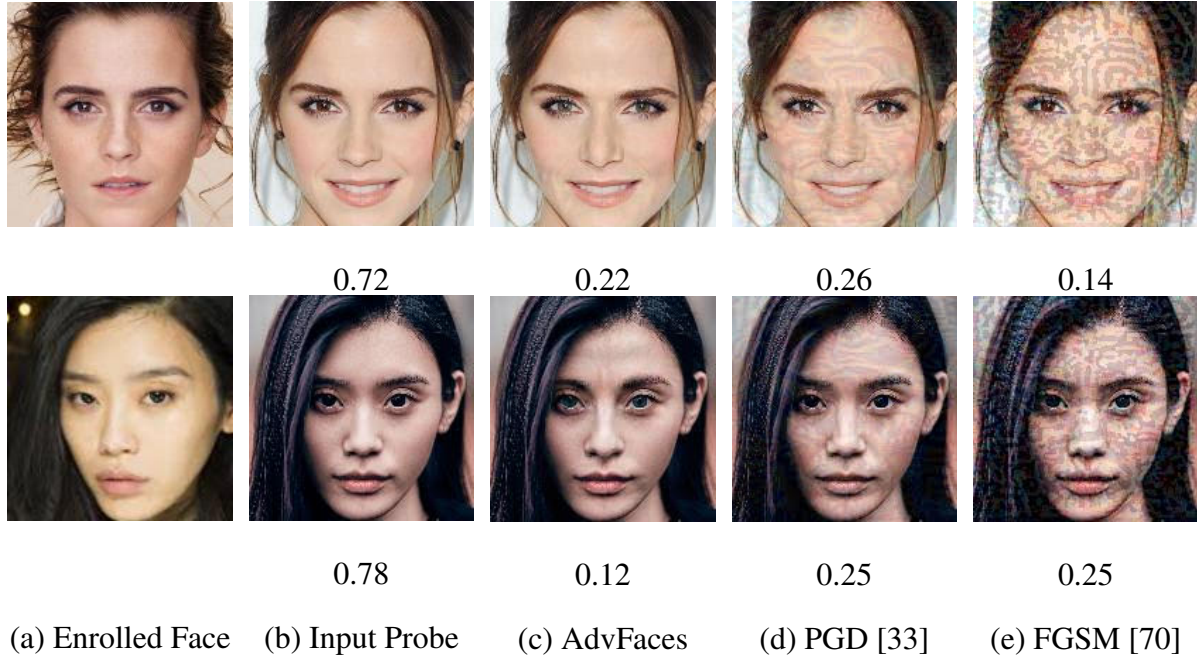 0.72 0.22 0.26 0.14
0.78 0.12 0.25 0.25
(a) Enrolled Face (b) Input Probe (c) AdvFaces (d) PGD [33] (e) FGSM [70]